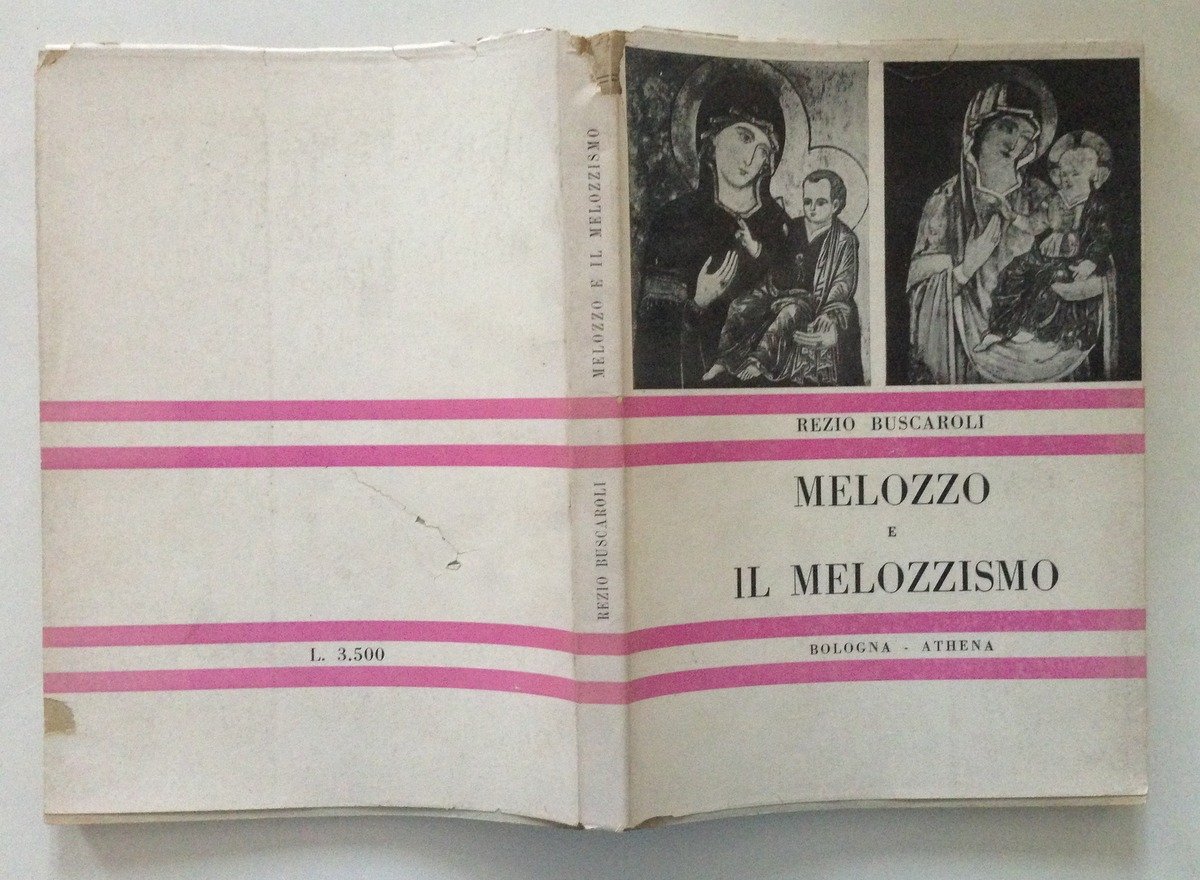 REZIO BUSCAROLI
MELOZZO
E
IL MELOZZISMO
BOLOGNA - ATHENA
MELOZZO E IL MELOZZISMO
REZIO BUSCAROLI
L. 3.500